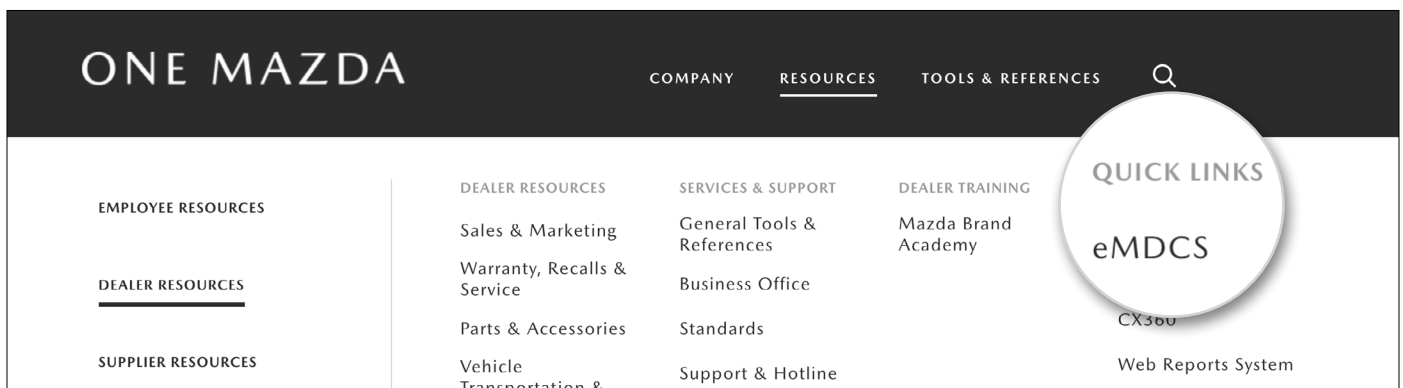 ONE MAZDA
COMPANY
RESOURCES
TOOLS & REFERENCES
EMPLOYEE RESOURCES
DEALER RESOURCES
SUPPLIER RESOURCES
DEALER RESOURCES
Sales & Marketing
Warranty, Recalls &
Service
Parts & Accessories
Vehicle
Transportation &
SERVICES & SUPPORT
General Tools &
References
Business Office
Standards
Support & Hotline
DEALER TRAINING
Mazda Brand
Academy
QUICK LINKS
eMDCS
CX360
Web Reports System